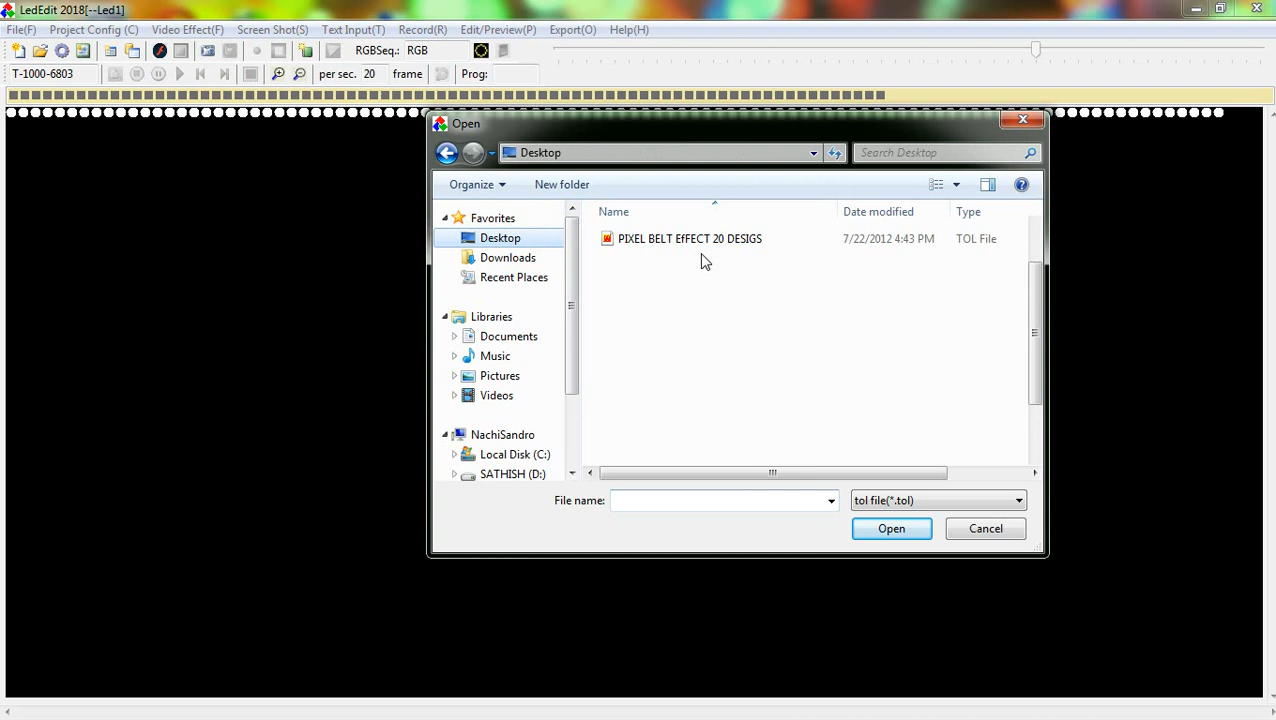 LedEdit 2018[--Led1]
File(F) Project Config (C) Video Effect(F) Screen Shot(S) Text Input(T) Record(R) Edit/Preview(P) Export(O) Help(H)
RGBSeq.: RGB
T-1000-6803 per sec. 20 frame Prog:
Open
Desktop Search Desktop
Organize New folder
Name Date modified Type
Favorites
Desktop
Downloads
Recent Places
Libraries
Documents
Music
Pictures
Videos
NachiSandro
Local Disk (C:)
SATHISH (D:)
PIXEL BELT EfFECT 20 DESIGS 7/22/2012 4:43 PM TOL File
File name: tol file(*.tol)
Open Cancel